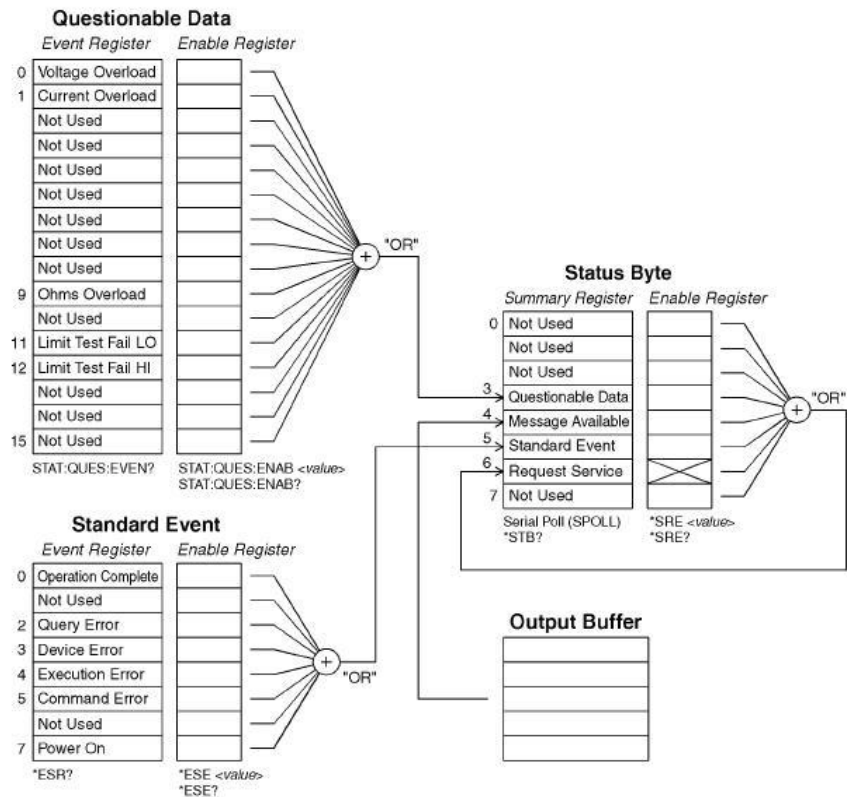 Questionable Data
Event Register Enable Register
0 Voltage Overload
1 Current Overload
Not Used
Not Used
Not Used
Not Used
Not Used
Not Used
Not Used
9 Ohms Overload
Not Used
11 Limit Test Fail LO
12 Limit Test Fail HI
Not Used
Not Used
15 Not Used
STAT:QUES:EVEN? STAT:QUES:ENAB <value>
STAT:QUES:ENAB?
+ "OR"
Status Byte
Summary Register Enable Register
0 Not Used
Not Used
Not Used
3 Questionable Data
4 Message Available
5 Standard Event
6 Request Service
7 Not Used
Serial Poll (SPOLL) *SRE <value>
*STB? *SRE?
+ "OR"
Standard Event
Event Register Enable Register
0 Operation Complete
Not Used
2 Query Error
3 Device Error
4 Execution Error
5 Command Error
Not Used
7 Power On
*ESR? *ESE <value>
*ESE?
+ "OR"
Output Buffer